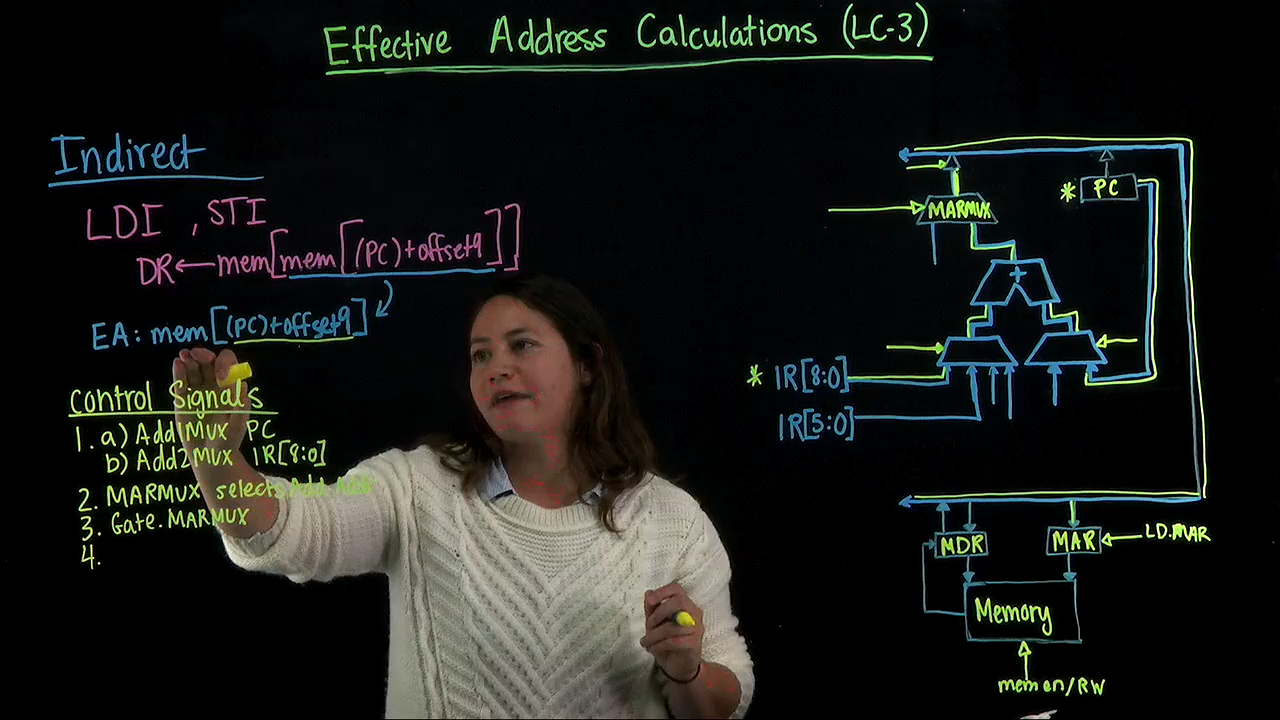 Effective Address Calculations (LC-3)
Indirect
LDI, STI
DR ← mem[mem[(PC)+offset9]]
EA: mem[(PC)+offset9]
Control Signals
1. a) Add1MUX PC
b) Add2MUX IR[8:0]
2. MARMUX selects Add
3. Gate.MARMUX
4.
* PC
MARMUX
+
* IR[8:0]
IR[5:0]
MDR
MAR
LD.MAR
Memory
mem en/RW